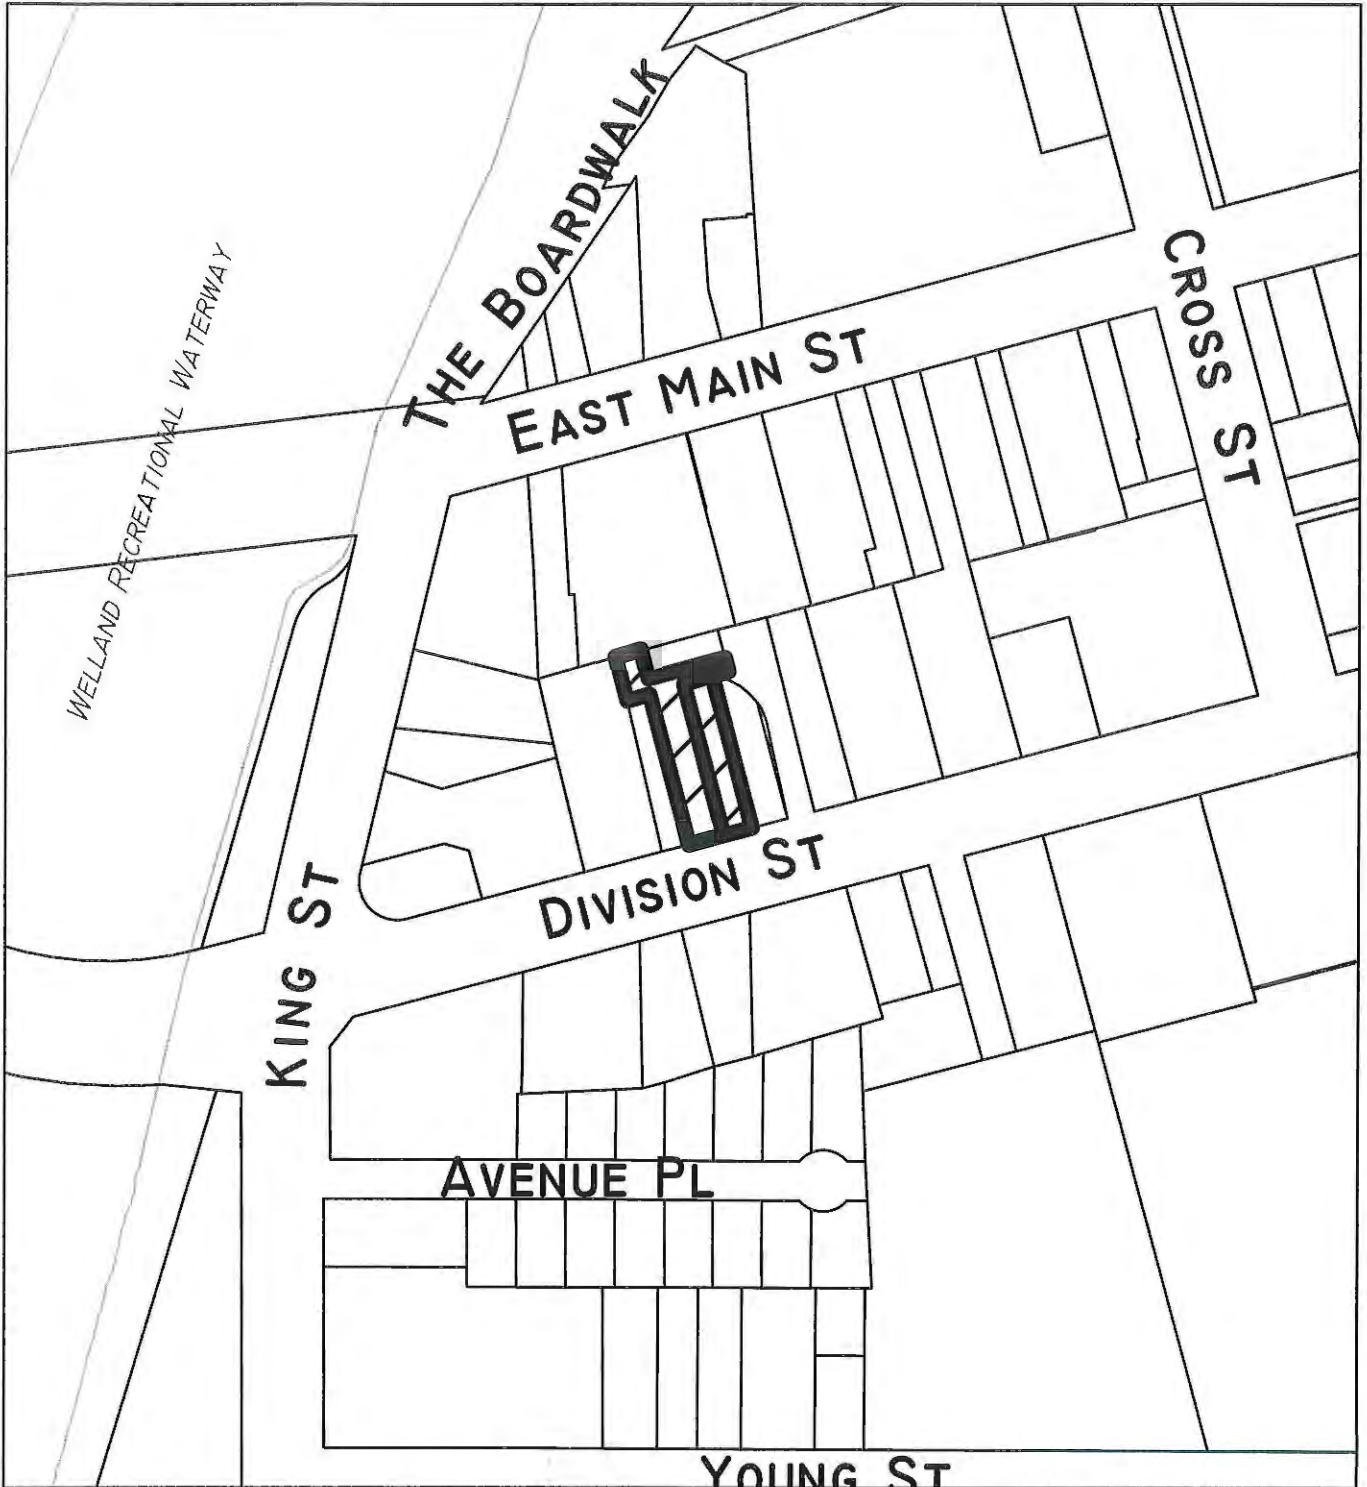 THE BOARDWALK
WELLAND RECREATIONAL WATERWAY
EAST MAIN ST
CROSS ST
DIVISION ST
KING ST
AVENUE PL
YOUNG ST